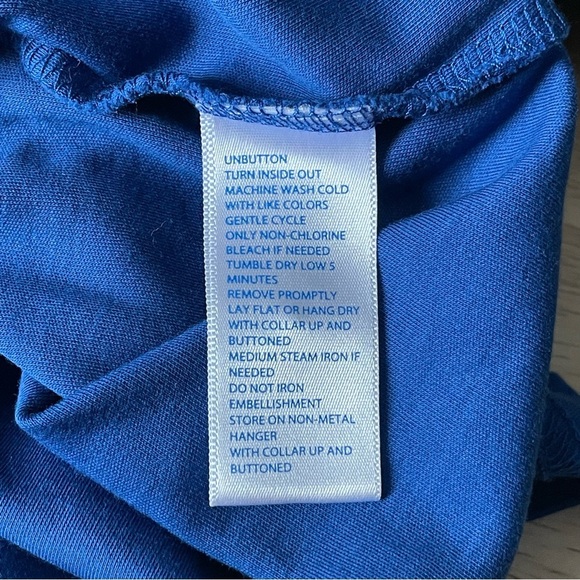 UNBUTTON
TURN INSIDE OUT
MACHINE WASH COLD
WITH LIKE COLORS
GENTLE CYCLE
ONLY NON-CHLORINE
BLEACH IF NEEDED
TUMBLE DRY LOW 5
MINUTES
REMOVE PROMPTLY
LAY FLAT OR HANG DRY
WITH COLLAR UP AND
BUTTONED
MEDIUM STEAM IRON IF
NEEDED
DO NOT IRON
EMBELLISHMENT
STORE ON NON-METAL
HANGER
WITH COLLAR UP AND
BUTTONED